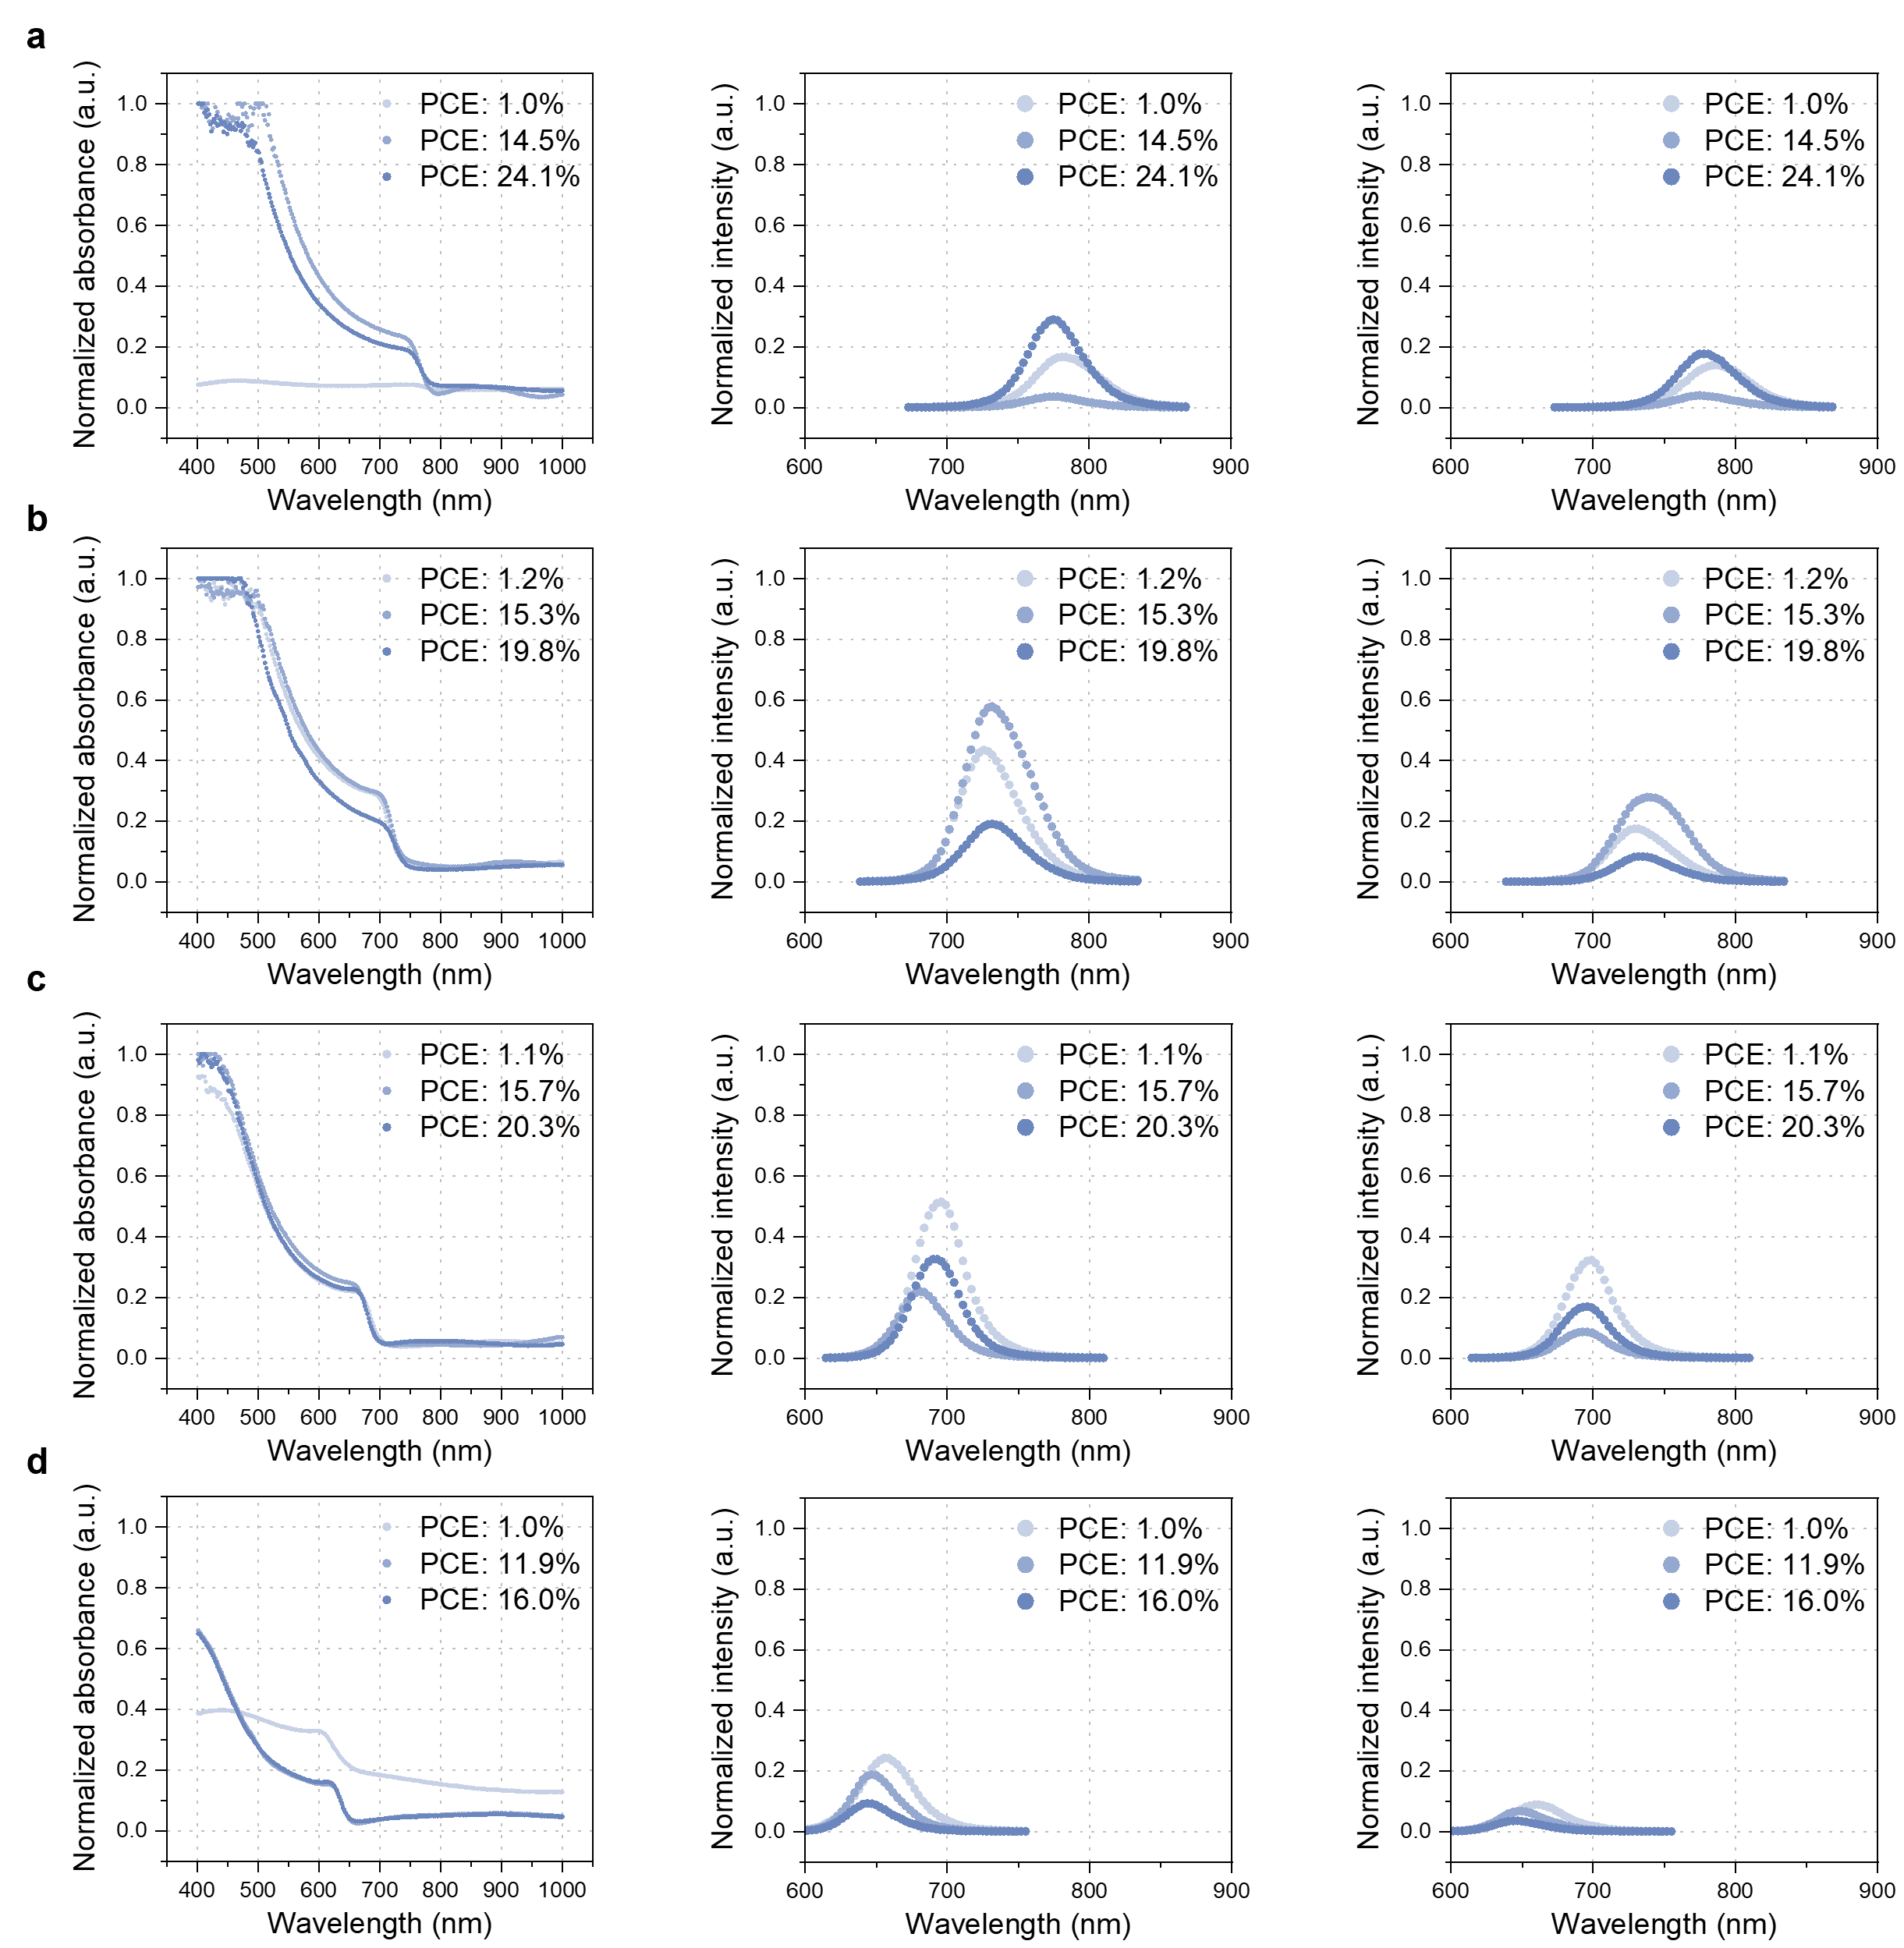 a
Normalized absorbance (a.u.)
1.0
0.8
0.6
0.4
0.2
0.0
PCE: 1.0%
PCE: 14.5%
PCE: 24.1%
400 500 600 700 800 900 1000
Wavelength (nm)
Normalized intensity (a.u.)
1.0
0.8
0.6
0.4
0.2
0.0
PCE: 1.0%
PCE: 14.5%
PCE: 24.1%
600 700 800 900
Wavelength (nm)
Normalized intensity (a.u.)
1.0
0.8
0.6
0.4
0.2
0.0
PCE: 1.0%
PCE: 14.5%
PCE: 24.1%
600 700 800 900
Wavelength (nm)
b
Normalized absorbance (a.u.)
1.0
0.8
0.6
0.4
0.2
0.0
PCE: 1.2%
PCE: 15.3%
PCE: 19.8%
400 500 600 700 800 900 1000
Wavelength (nm)
Normalized intensity (a.u.)
1.0
0.8
0.6
0.4
0.2
0.0
PCE: 1.2%
PCE: 15.3%
PCE: 19.8%
600 700 800 900
Wavelength (nm)
Normalized intensity (a.u.)
1.0
0.8
0.6
0.4
0.2
0.0
PCE: 1.2%
PCE: 15.3%
PCE: 19.8%
600 700 800 900
Wavelength (nm)
c
Normalized absorbance (a.u.)
1.0
0.8
0.6
0.4
0.2
0.0
PCE: 1.1%
PCE: 15.7%
PCE: 20.3%
400 500 600 700 800 900 1000
Wavelength (nm)
Normalized intensity (a.u.)
1.0
0.8
0.6
0.4
0.2
0.0
PCE: 1.1%
PCE: 15.7%
PCE: 20.3%
600 700 800 900
Wavelength (nm)
Normalized intensity (a.u.)
1.0
0.8
0.6
0.4
0.2
0.0
PCE: 1.1%
PCE: 15.7%
PCE: 20.3%
600 700 800 900
Wavelength (nm)
d
Normalized absorbance (a.u.)
1.0
0.8
0.6
0.4
0.2
0.0
PCE: 1.0%
PCE: 11.9%
PCE: 16.0%
400 500 600 700 800 900 1000
Wavelength (nm)
Normalized intensity (a.u.)
1.0
0.8
0.6
0.4
0.2
0.0
PCE: 1.0%
PCE: 11.9%
PCE: 16.0%
600 700 800 900
Wavelength (nm)
Normalized intensity (a.u.)
1.0
0.8
0.6
0.4
0.2
0.0
PCE: 1.0%
PCE: 11.9%
PCE: 16.0%
600 700 800 900
Wavelength (nm)